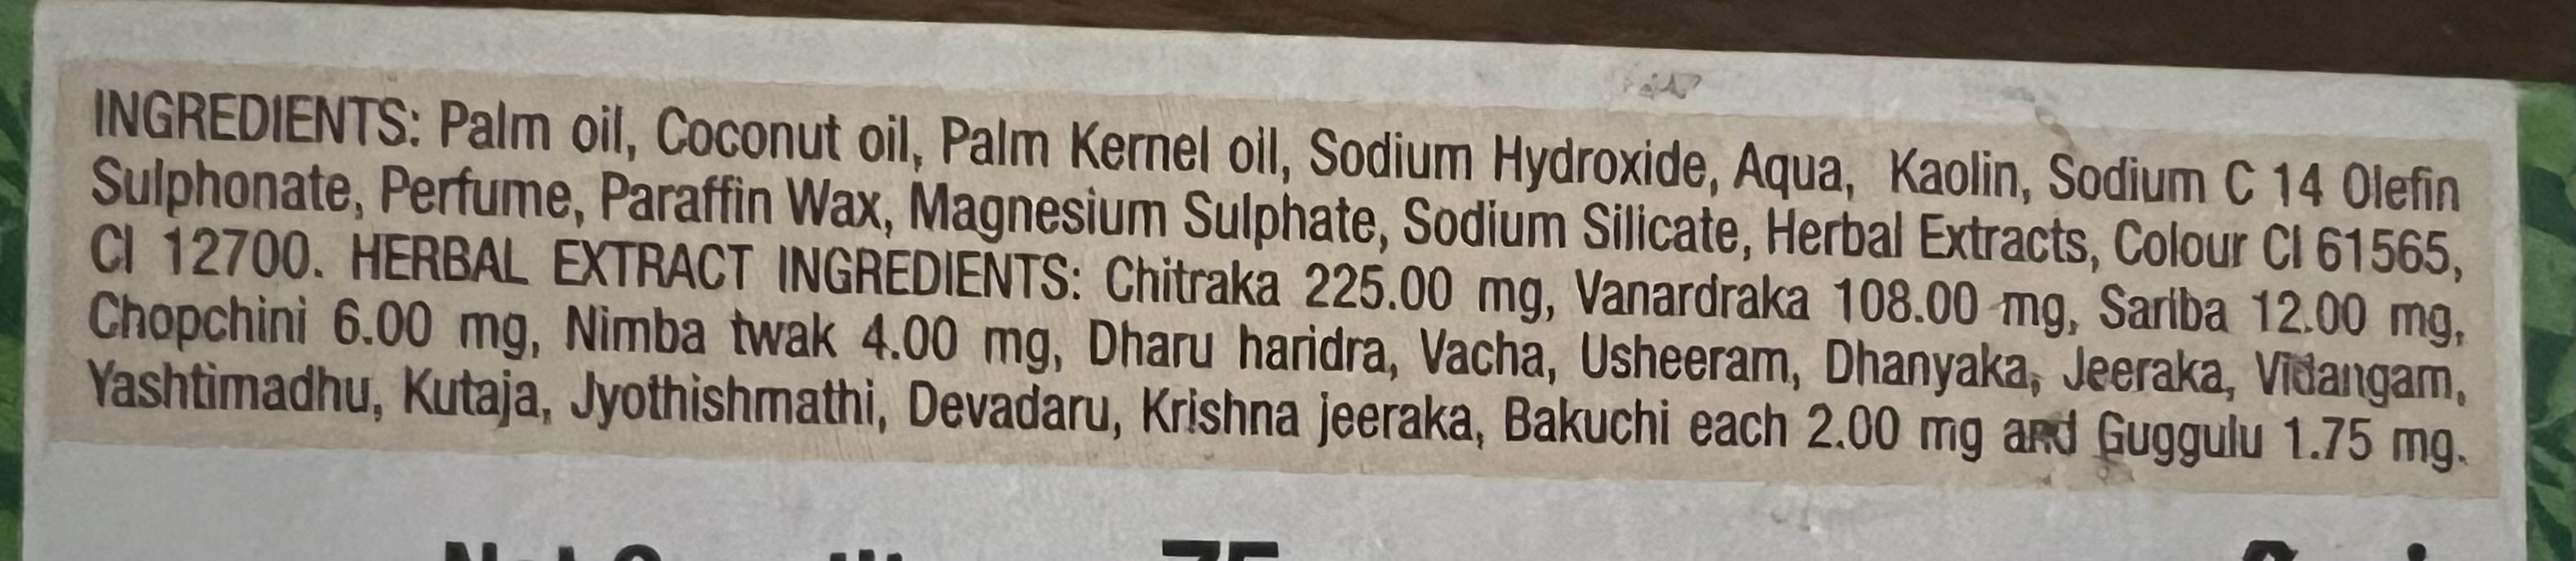 INGREDIENTS: Palm oil, Coconut oil, Palm Kernel oil, Sodium Hydroxide, Aqua, Kaolin, Sodium C 14 Olefin
Sulphonate, Perfume, Paraffin Wax, Magnesium Sulphate, Sodium Silicate, Herbal Extracts, Colour CI 61565,
CI 12700. HERBAL EXTRACT INGREDIENTS: Chitraka 225.00 mg, Vanardraka 108.00 mg, Sariba 12.00 mg,
Chopchini 6.00 mg, Nimba twak 4.00 mg, Dharu haridra, Vacha, Usheeram, Dhanyaka, Jeeraka, Vidangam,
Yashtimadhu, Kutaja, Jyothishmathi, Devadaru, Krishna jeeraka, Bakuchi each 2.00 mg and Guggulu 1.75 mg.